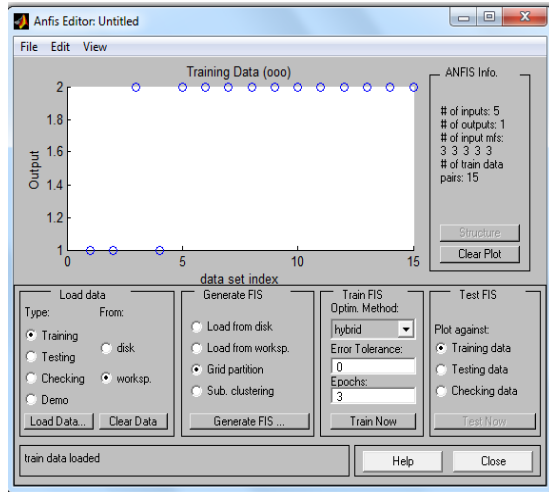 Anfis Editor: Untitled
File Edit View
Training Data (ooo)
2
1.8
1.6
1.4
1.2
1
Output
0
5
10
15
data set index
ANFIS Info.
# of inputs: 5
# of outputs: 1
# of input mfs:
3 3 3 3 3
# of train data
pairs: 15
Structure
Clear Plot
Load data
Type: From:
Training
Testing
Checking
Demo
disk
worksp.
Load Data... Clear Data
Generate FIS
Load from disk
Load from worksp.
Grid partition
Sub. clustering
Generate FIS ...
Train FIS
Optim. Method:
hybrid
Error Tolerance:
0
Epochs:
3
Train Now
Test FIS
Plot against:
Training data
Testing data
Checking data
Test Now
train data loaded
Help Close